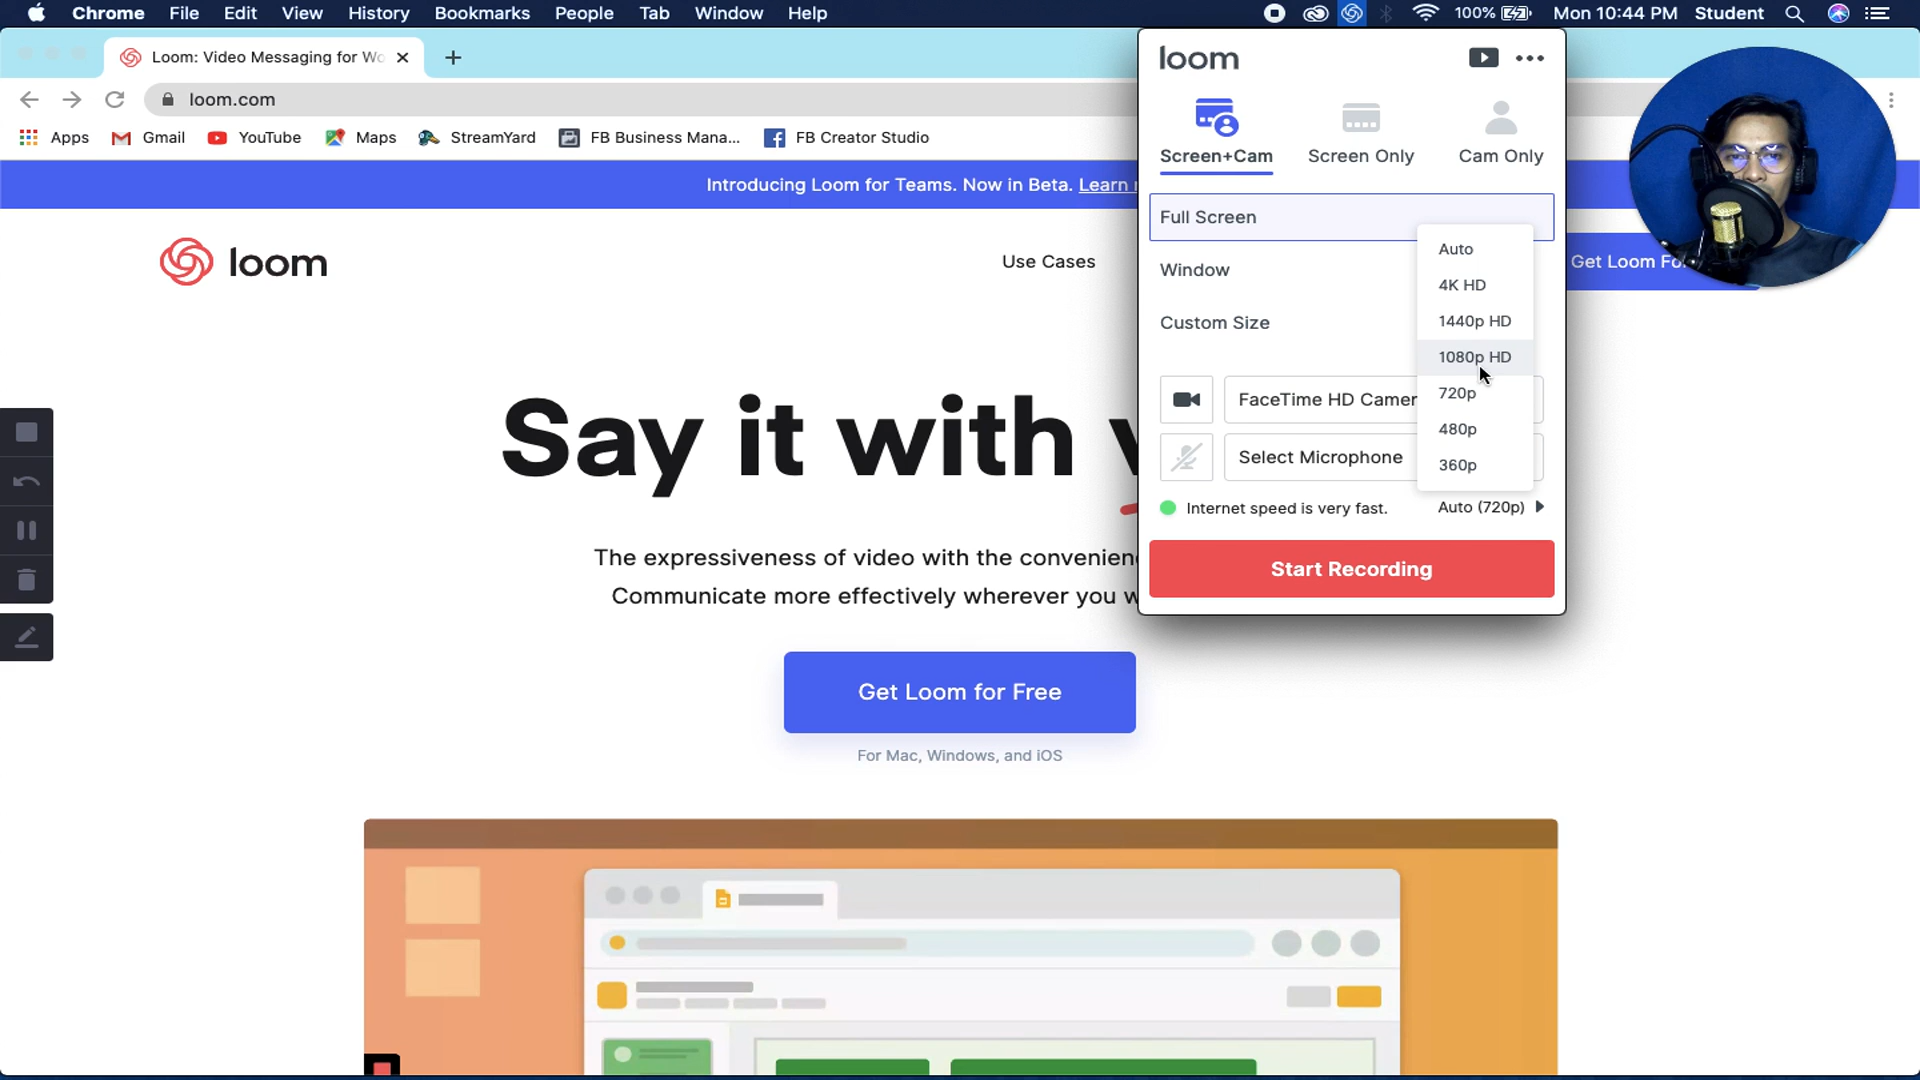 Chrome File Edit View History Bookmarks People Tab Window Help
100% Mon 10:44 PM Student
Loom: Video Messaging for Wo
loom.com
Apps Gmail YouTube Maps StreamYard FB Business Mana... FB Creator Studio
Introducing Loom for Teams. Now in Beta. Learn
loom
Use Cases
Get Loom Fo
Say it with
The expressiveness of video with the convenien
Communicate more effectively wherever you w
Get Loom for Free
For Mac, Windows, and iOS
loom
Screen+Cam Screen Only Cam Only
Full Screen
Window
Custom Size
FaceTime HD Camer
Select Microphone
Auto
4K HD
1440p HD
1080p HD
720p
480p
360p
Internet speed is very fast. Auto (720p)
Start Recording